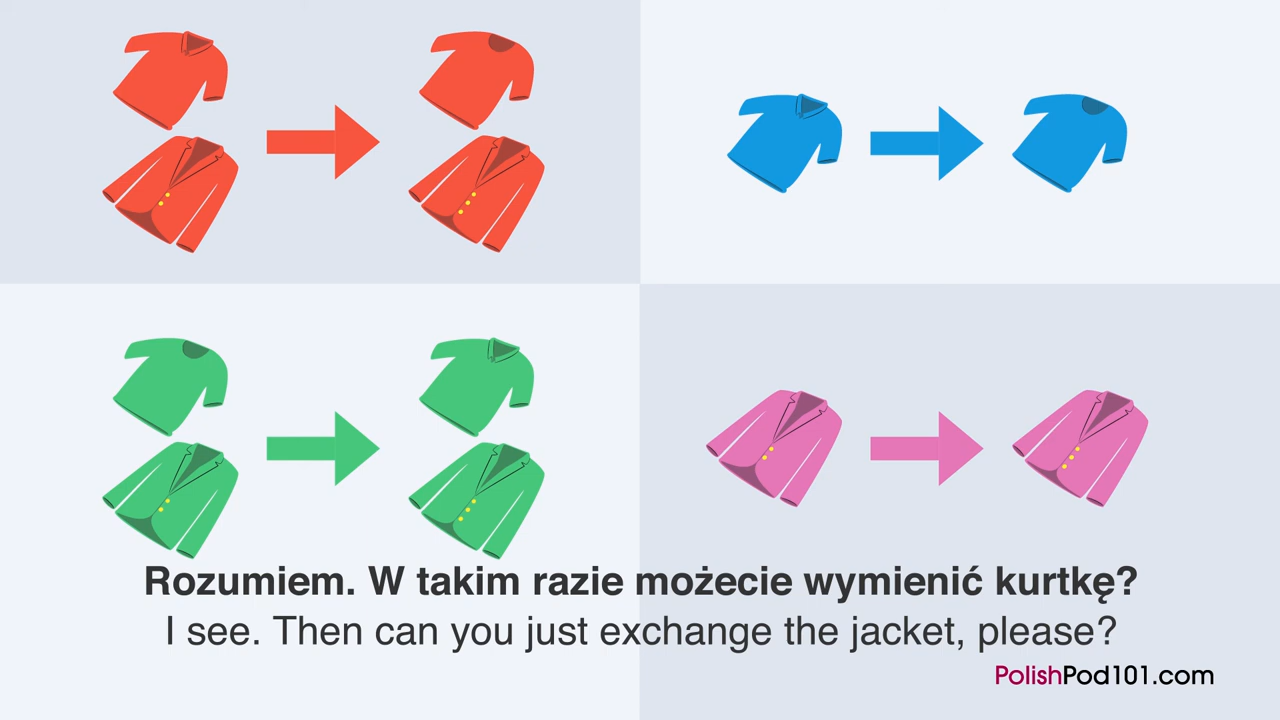 Rozumiem. W takim razie możecie wymienić kurtkę?
I see. Then can you just exchange the jacket, please?
PolishPod101.com